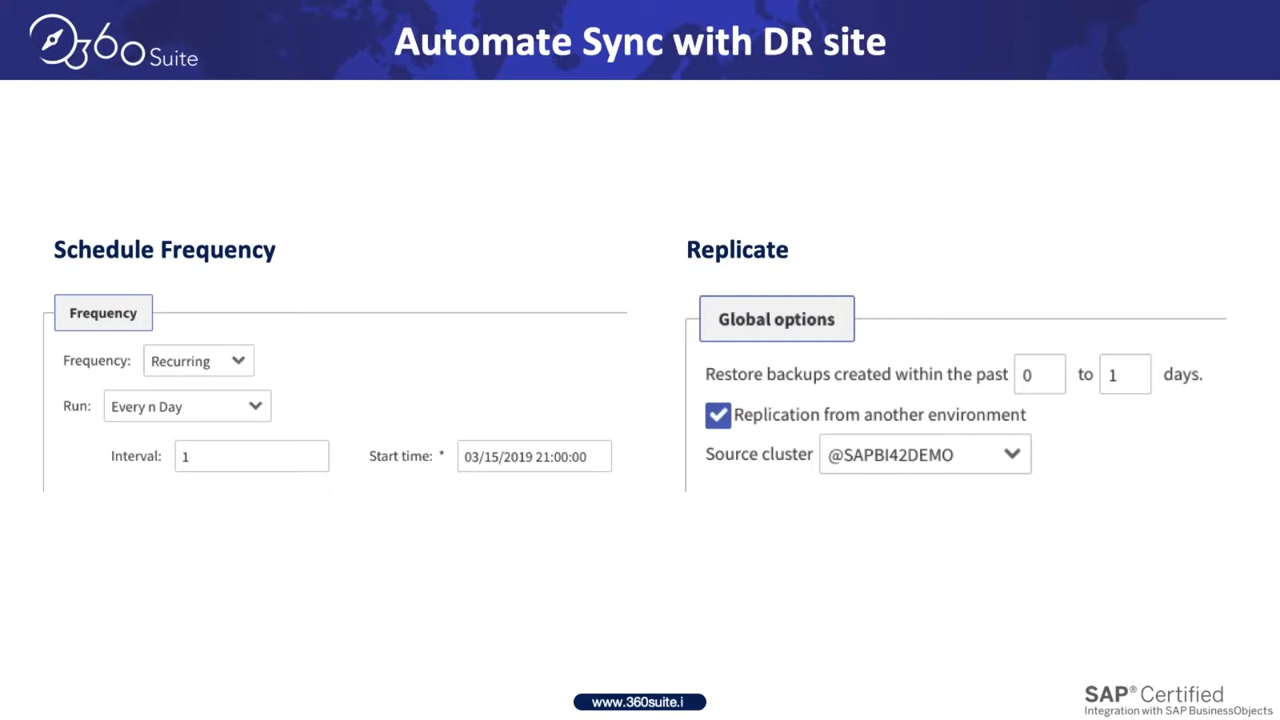 360Suite
Automate Sync with DR site
Schedule Frequency
Frequency
Frequency: Recurring
Run: Every n Day
Interval: 1 Start time: * 03/15/2019 21:00:00
Replicate
Global options
Restore backups created within the past 0 to 1 days.
Replication from another environment
Source cluster @SAPBI42DEMO
www.360suite.i
SAP® Certified
Integration with SAP BusinessObjects